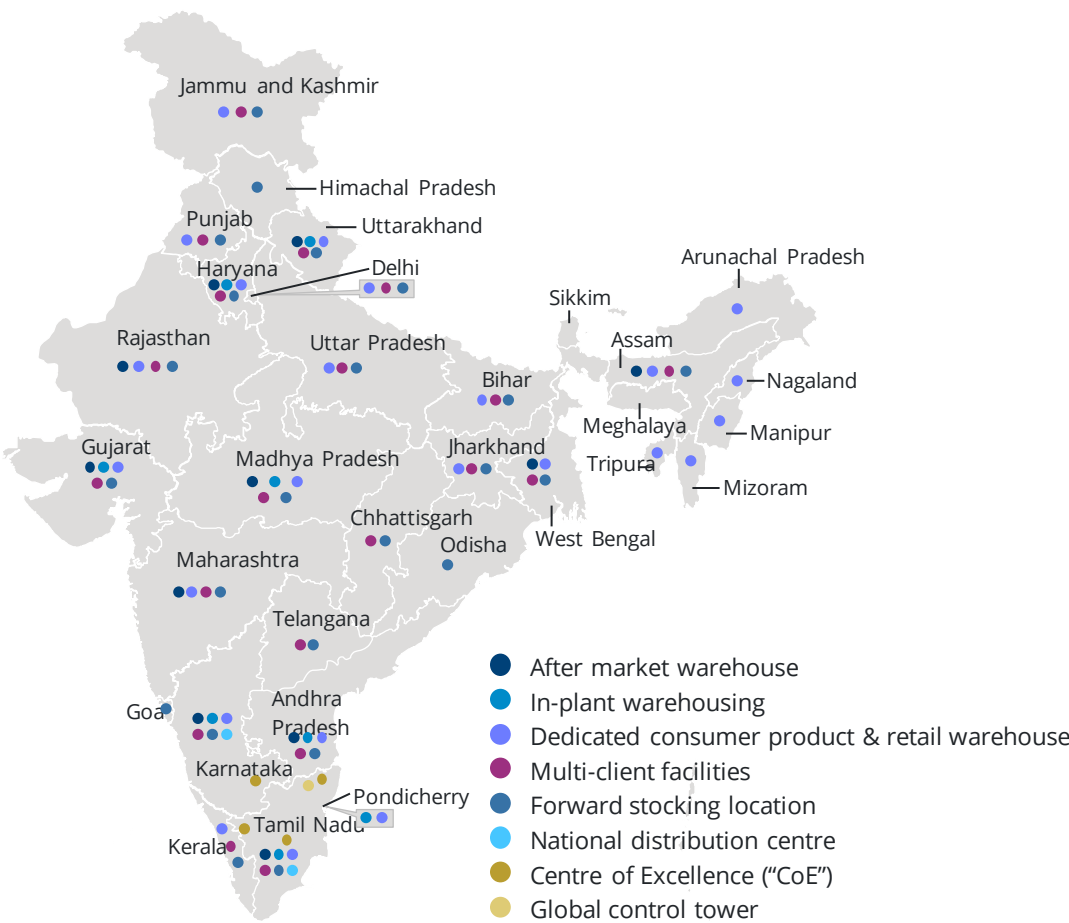 Jammu and Kashmir
Himachal Pradesh
Punjab
Uttarakhand
Haryana
Delhi
Arunachal Pradesh
Sikkim
Rajasthan
Uttar Pradesh
Assam
Bihar
Nagaland
Meghalaya
Manipur
Gujarat
Madhya Pradesh
Jharkhand
Tripura
Mizoram
Chhattisgarh
West Bengal
Odisha
Maharashtra
Telangana
Goa
Andhra
Pradesh
Karnataka
Pondicherry
Tamil Nadu
Kerala
After market warehouse
In-plant warehousing
Dedicated consumer product & retail warehouse
Multi-client facilities
Forward stocking location
National distribution centre
Centre of Excellence (“CoE”)
Global control tower